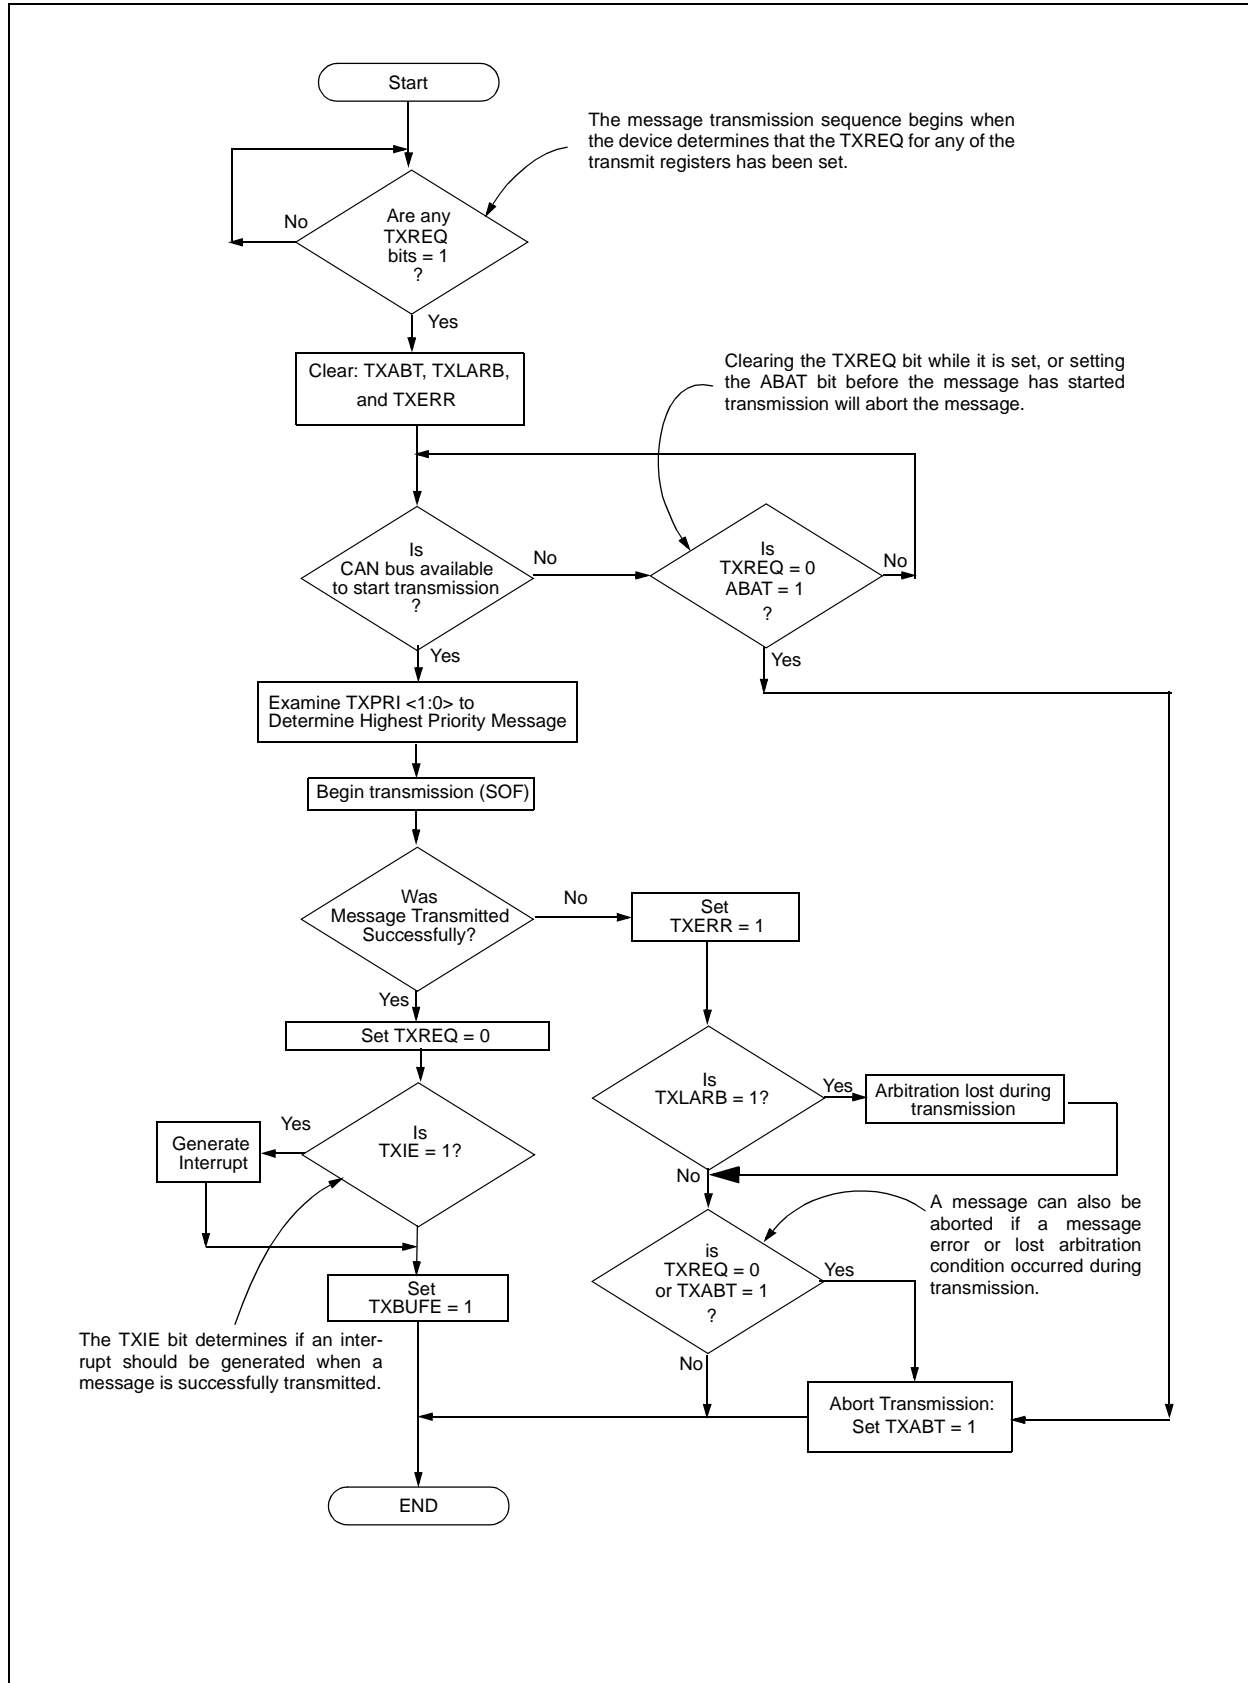 Start
The message transmission sequence begins when
the device determines that the TXREQ for any of the
transmit registers has been set.
No
Are any
TXREQ
bits = 1
?
Yes
Clear: TXABT, TXLARB,
and TXERR
Clearing the TXREQ bit while it is set, or setting
the ABAT bit before the message has started
transmission will abort the message.
Is
CAN bus available
to start transmission
?
No
Is
TXREQ = 0
ABAT = 1
?
No
Yes
Yes
Examine TXPRI <1:0> to
Determine Highest Priority Message
Begin transmission (SOF)
Was
Message Transmitted
Successfully?
No
Set
TXERR = 1
Yes
Set TXREQ = 0
Is
TXLARB = 1?
Yes
Arbitration lost during
transmission
Is
TXIE = 1?
Yes
Generate
Interrupt
No
A message can also be
aborted if a message
error or lost arbitration
condition occurred during
transmission.
is
TXREQ = 0
or TXABT = 1
?
Yes
Set
TXBUFE = 1
The TXIE bit determines if an inter-
rupt should be generated when a
message is successfully transmitted.
No
Abort Transmission:
Set TXABT = 1
END